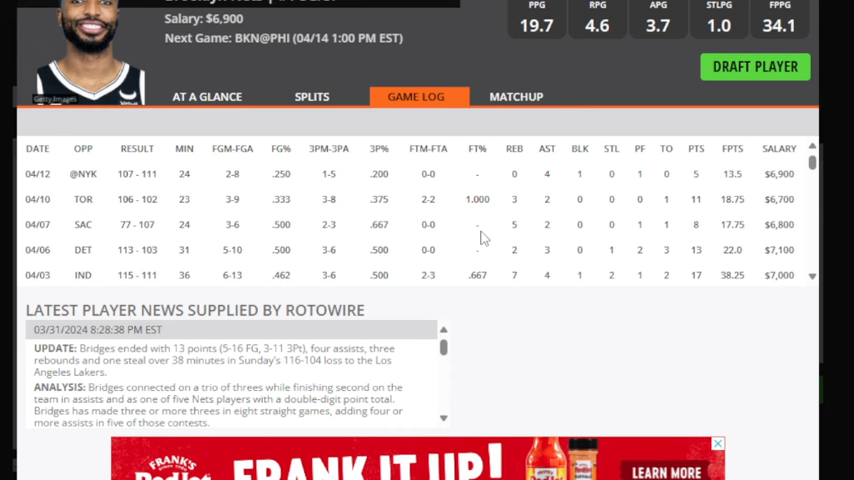 Salary: $6,900
Next Game: BKN@PHI (04/14 1:00 PM EST)
PPG RPG APG STLPG FPPG
19.7 4.6 3.7 1.0 34.1
DRAFT PLAYER
Getty Images
AT A GLANCE SPLITS GAME LOG MATCHUP
DATE OPP RESULT MIN FGM-FGA FG% 3PM-3PA 3P% FTM-FTA FT% REB AST BLK STL PF TO PTS FPTS SALARY
04/12 @NYK 107 - 111 24 2-8 .250 1-5 .200 0-0 - 0 4 1 0 1 0 5 13.5 $6,900
04/10 TOR 106 - 102 23 3-9 .333 3-8 .375 2-2 1.000 3 2 0 0 0 1 11 18.75 $6,700
04/07 SAC 77 - 107 24 3-6 .500 2-3 .667 0-0 - 5 2 0 0 1 1 8 17.75 $6,800
04/06 DET 113 - 103 31 5-10 .500 3-6 .500 0-0 - 2 3 0 1 2 3 13 22.0 $7,100
04/03 IND 115 - 111 36 6-13 .462 3-6 .500 2-3 .667 7 4 1 2 1 2 17 38.25 $7,000
LATEST PLAYER NEWS SUPPLIED BY ROTOWIRE
03/31/2024 8:28:38 PM EST
UPDATE: Bridges ended with 13 points (5-16 FG, 3-11 3Pt), four assists, three
rebounds and one steal over 38 minutes in Sunday's 116-104 loss to the Los
Angeles Lakers.
ANALYSIS: Bridges connected on a trio of threes while finishing second on the
team in assists and as one of five Nets players with a double-digit point total.
Bridges has made three or more threes in eight straight games, adding four or
more assists in five of those contests.
FRANK'S
RedHot
FRANK IT UP!
LEARN MORE